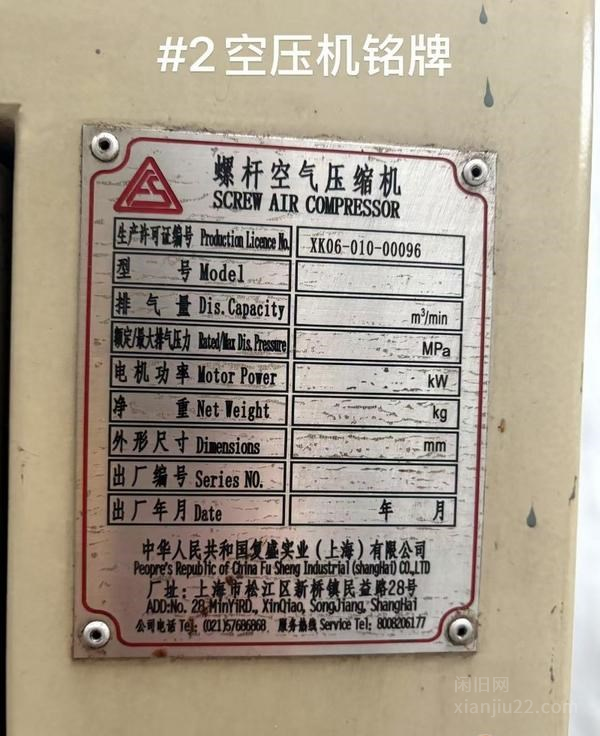 #2空压机铭牌
螺杆空气压缩机
SCREW AIR COMPRESSOR
生产许可证编号 Production Licence No. XK06-010-00096
型 号 Model
排 气 量 Dis. Capacity m³/min
额定/最大排气压力 Rated/Max Dis. Pressure MPa
电机功率 Motor Power kW
净 重 Net Weight kg
外形尺寸 Dimensions mm
出厂编号 Series NO.
出厂年月 Date 年 月
中华人民共和国复盛实业（上海）有限公司
Peopre's Republic of China Fu Sheng Industrial (shangHai) CO.,LTD
厂址：上海市松江区新桥镇民益路28号
ADD:No. 28,MinYiRD., XinQiao, SongJiang, ShangHai
公司电话 Tel: (021)57686868 服务热线 Service Tel: 8008206177
闲旧网
xianjiu22.com